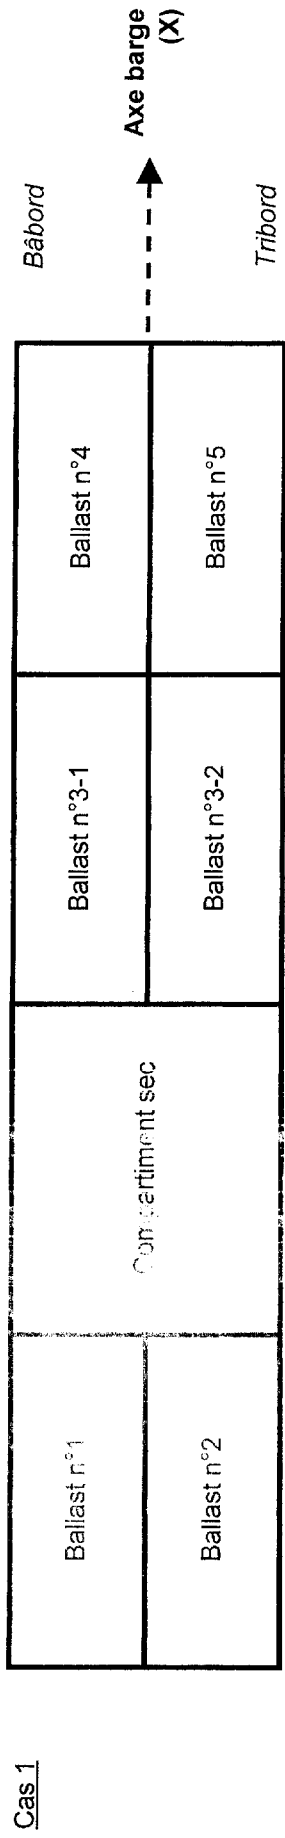 Cas 1
Bâbord
Ballast n°1
Ballast n°3-1
Ballast n°4
Compartiment sec
Axe barge
(X)
Ballast n°2
Ballast n°3-2
Ballast n°5
Tribord